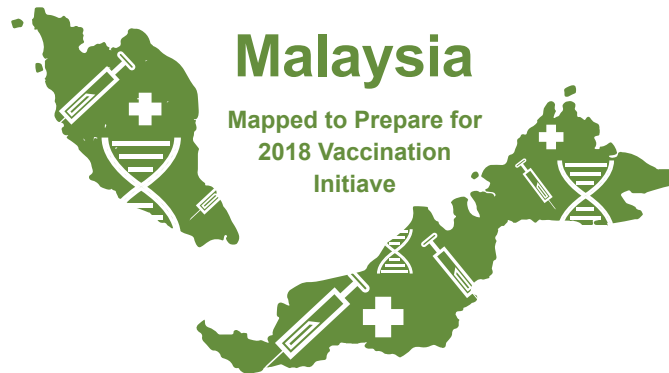 Malaysia
Mapped to Prepare for
2018 Vaccination
Initiave